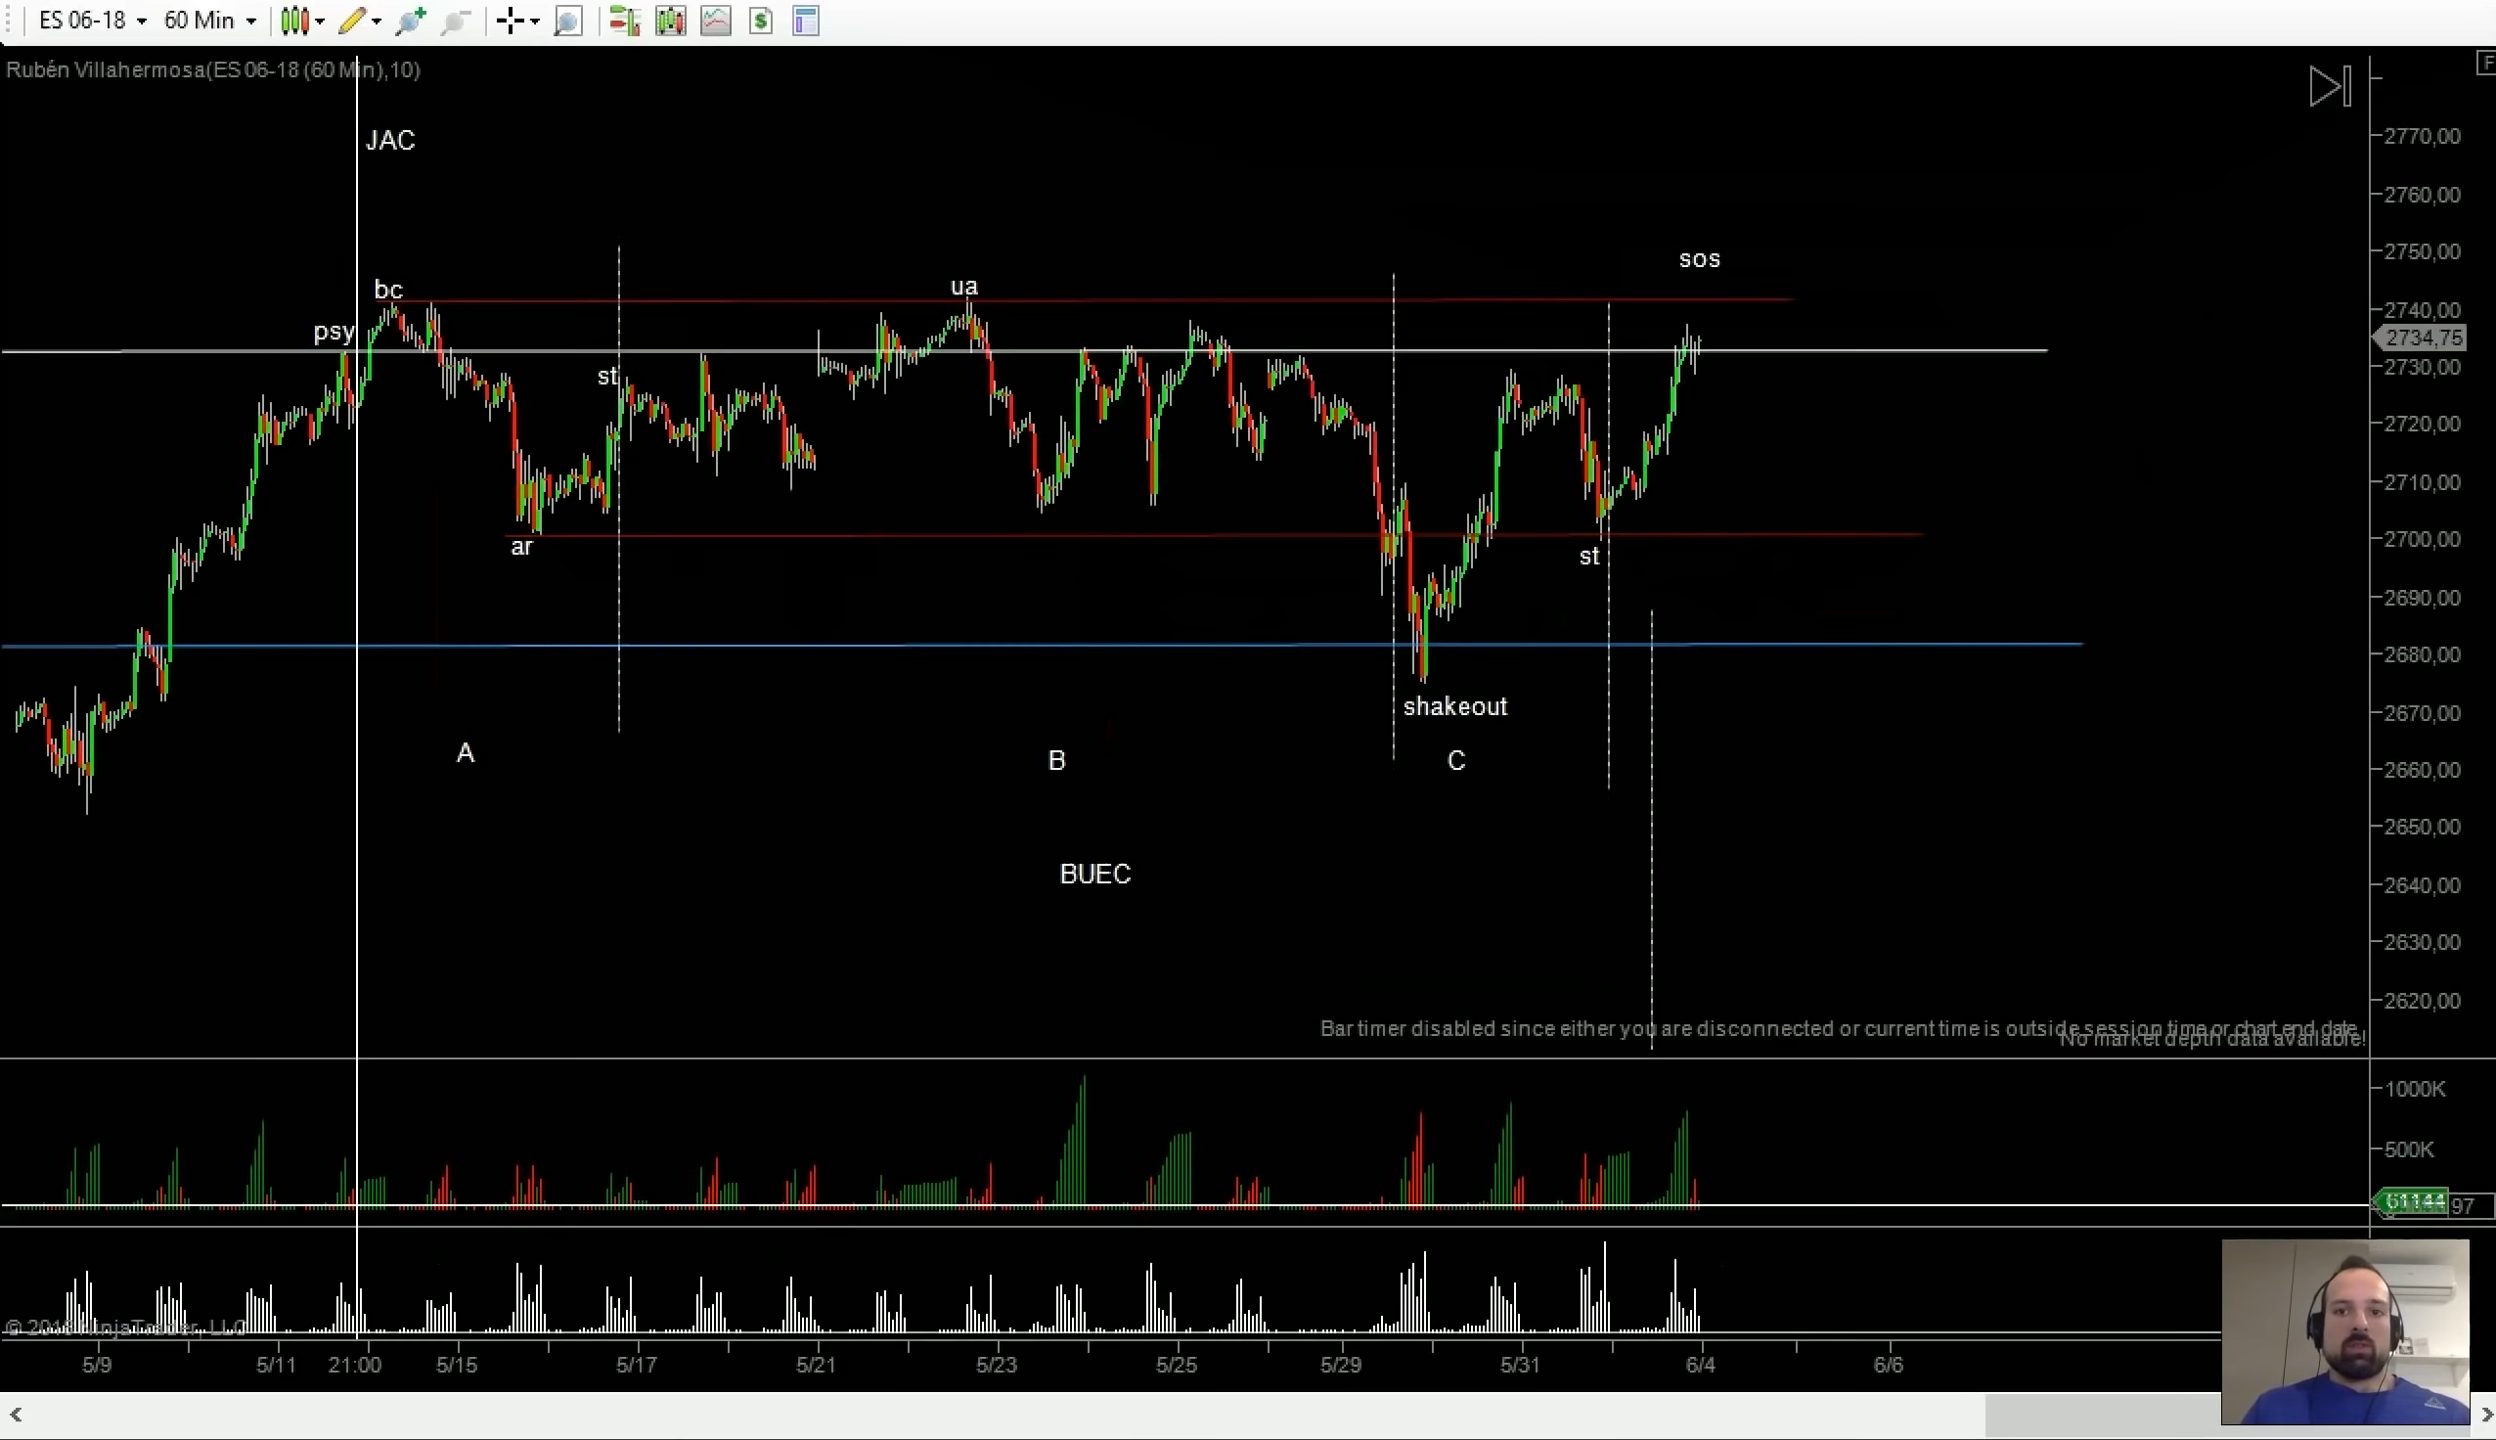 ES 06-18 60 Min
Rubén Villahermosa(ES 06-18 (60 Min),10)
F
JAC
2770,00
2760,00
2750,00
sos
bc
ua
2740,00
psy
2734,75
2730,00
st
2720,00
2710,00
2700,00
ar
st
2690,00
2680,00
shakeout
2670,00
A
B
C
2660,00
2650,00
BUEC
2640,00
2630,00
2620,00
Bar timer disabled since either you are disconnected or current time is outside session time or chart end date
No market depth data available!
1000K
500K
97
NinjaTrader, LLC
5/9 5/11 21:00 5/15 5/17 5/21 5/23 5/25 5/29 5/31 6/4 6/6